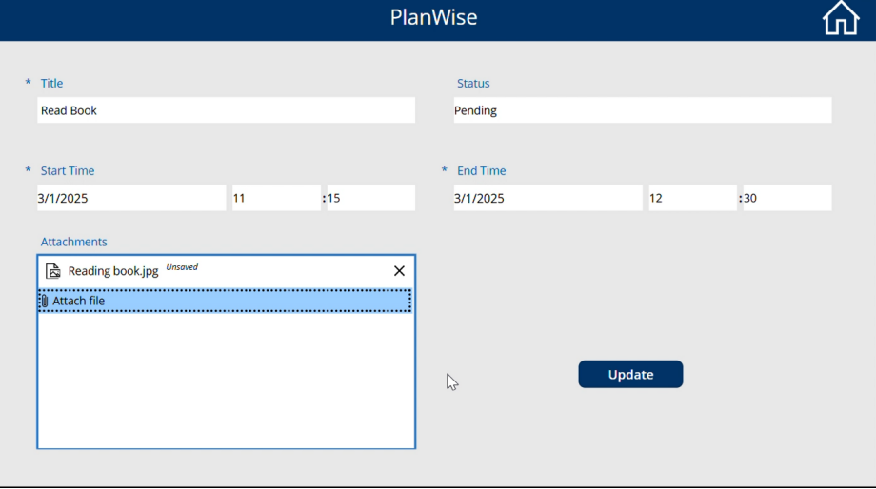 PlanWise
* Title
Read Book
Status
Pending
* Start Time
3/1/2025 11 :15
* End Time
3/1/2025 12 :30
Attachments
Reading book.jpg Unsaved
Attach file
Update